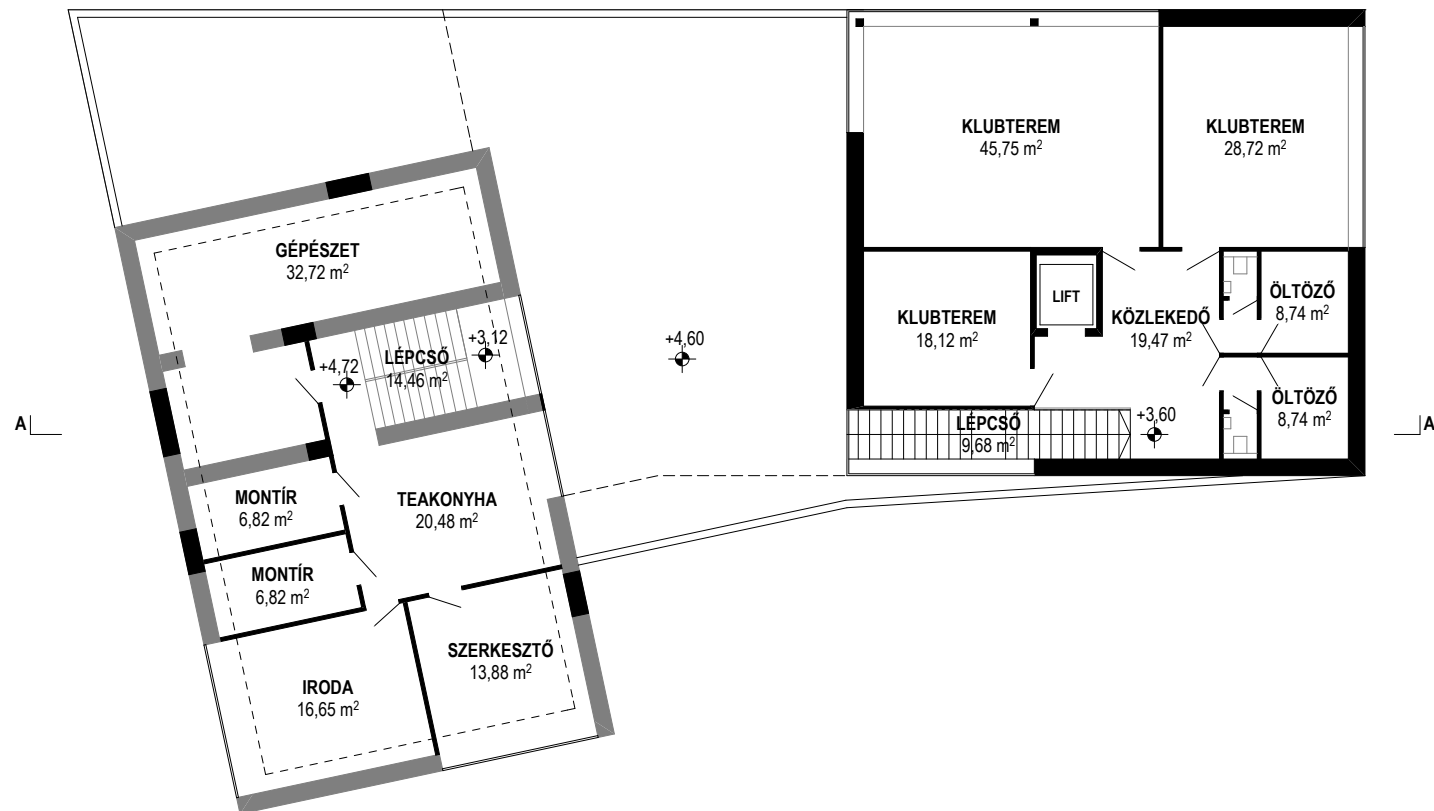 KLUBTEREM
45,75 m²
KLUBTEREM
28,72 m²
GÉPÉSZET
32,72 m²
LIFT
KLUBTEREM
18,12 m²
KÖZLEKEDŐ
19,47 m²
ÖLTÖZŐ
8,74 m²
+3,12
+4,60
+4,72
LÉPCSŐ
14,46 m²
ÖLTÖZŐ
8,74 m²
A
LÉPCSŐ
9,68 m²
+3,60
A
MONTÍR
6,82 m²
TEAKONYHA
20,48 m²
MONTÍR
6,82 m²
SZERKESZTŐ
13,88 m²
IRODA
16,65 m²